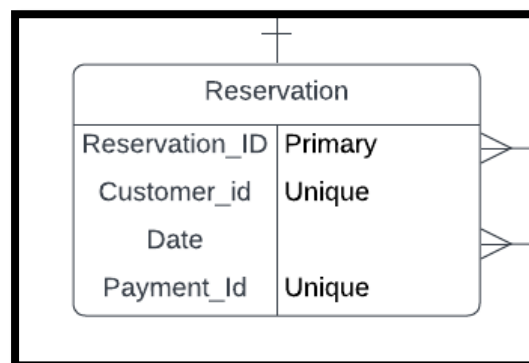 Reservation
Reservation_ID Primary
Customer_id Unique
Date
Payment_Id Unique